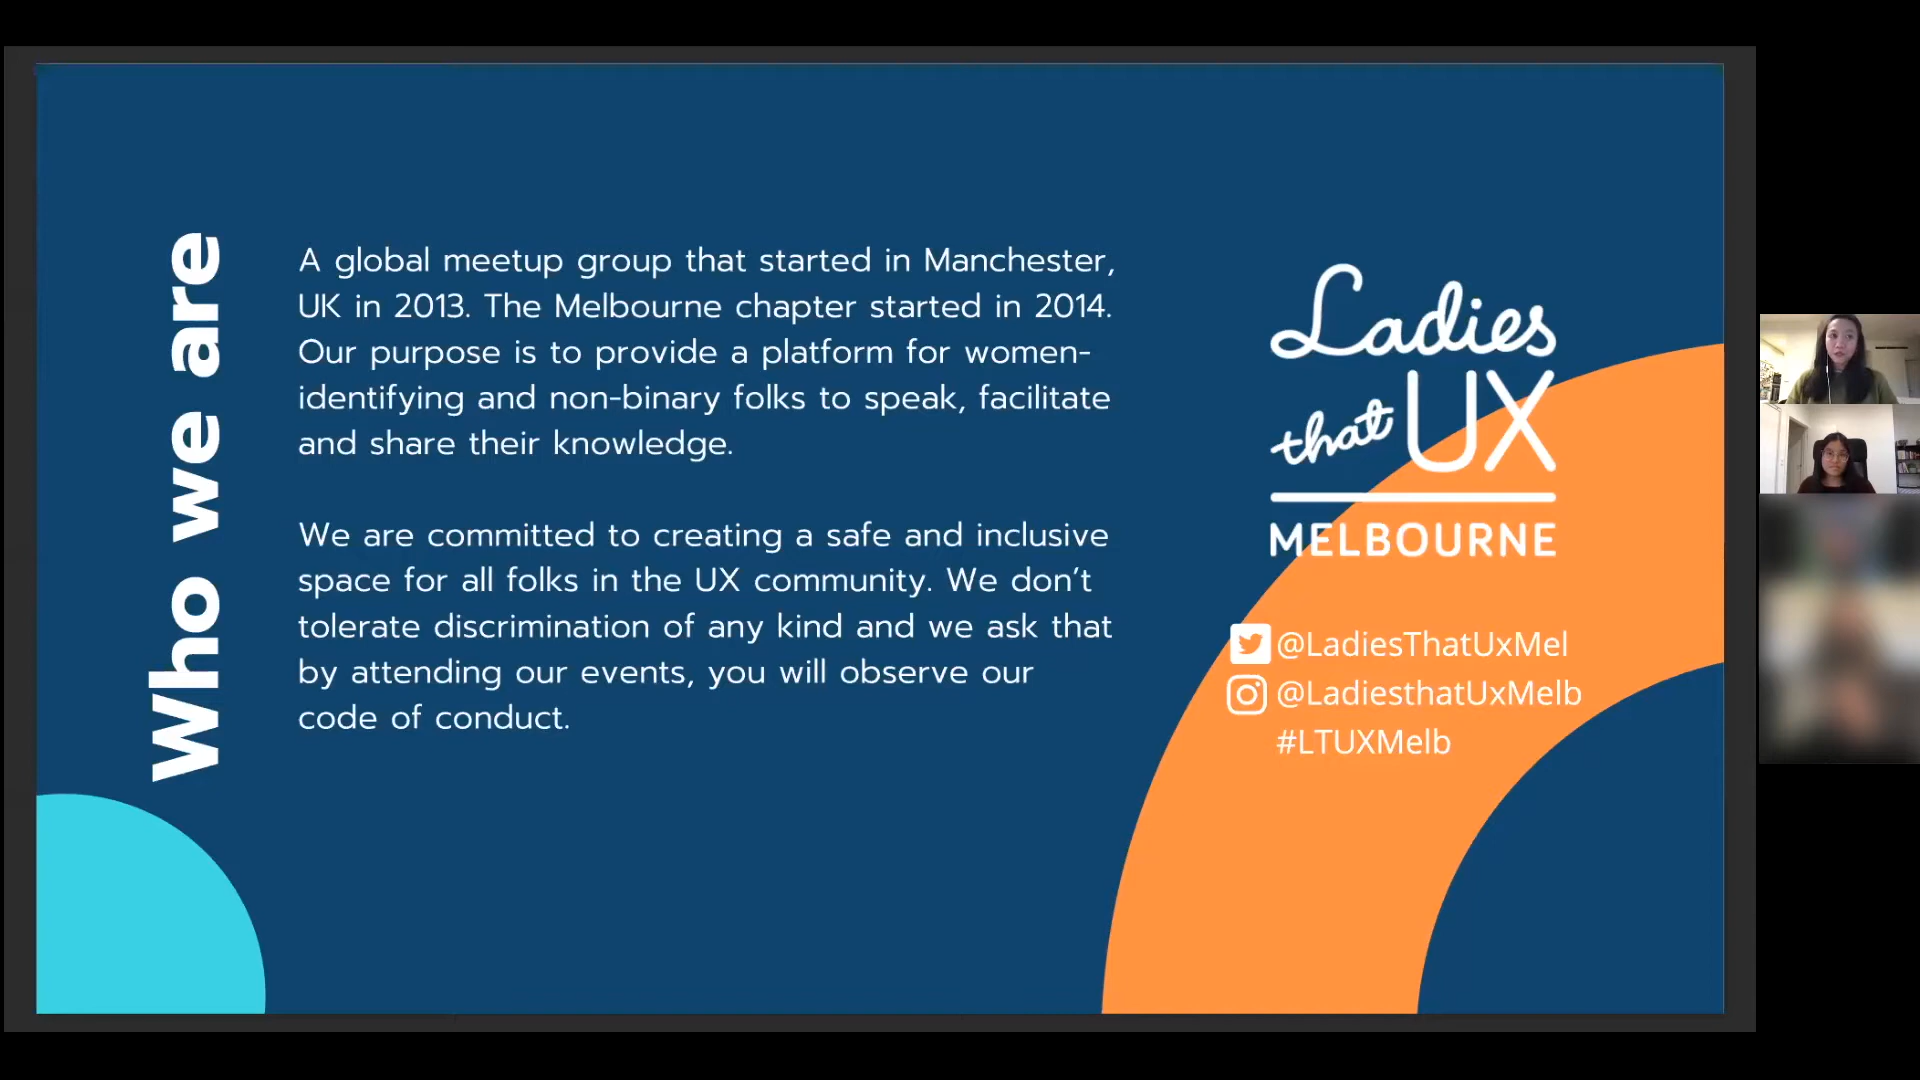 Who we are
A global meetup group that started in Manchester,
UK in 2013. The Melbourne chapter started in 2014.
Our purpose is to provide a platform for women-
identifying and non-binary folks to speak, facilitate
and share their knowledge.
We are committed to creating a safe and inclusive
space for all folks in the UX community. We don’t
tolerate discrimination of any kind and we ask that
by attending our events, you will observe our
code of conduct.
Ladies
that UX
MELBOURNE
@LadiesThatUxMel
@LadiesthatUxMelb
#LTUXMelb